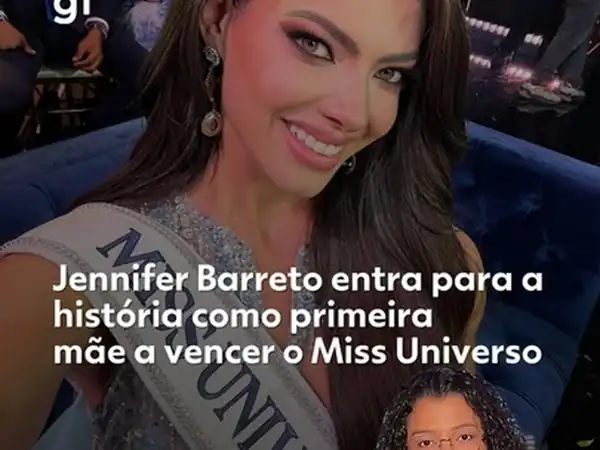 g1
Jennifer Barreto entra para a
história como primeira
mãe a vencer o Miss Universo
MISS UNIV